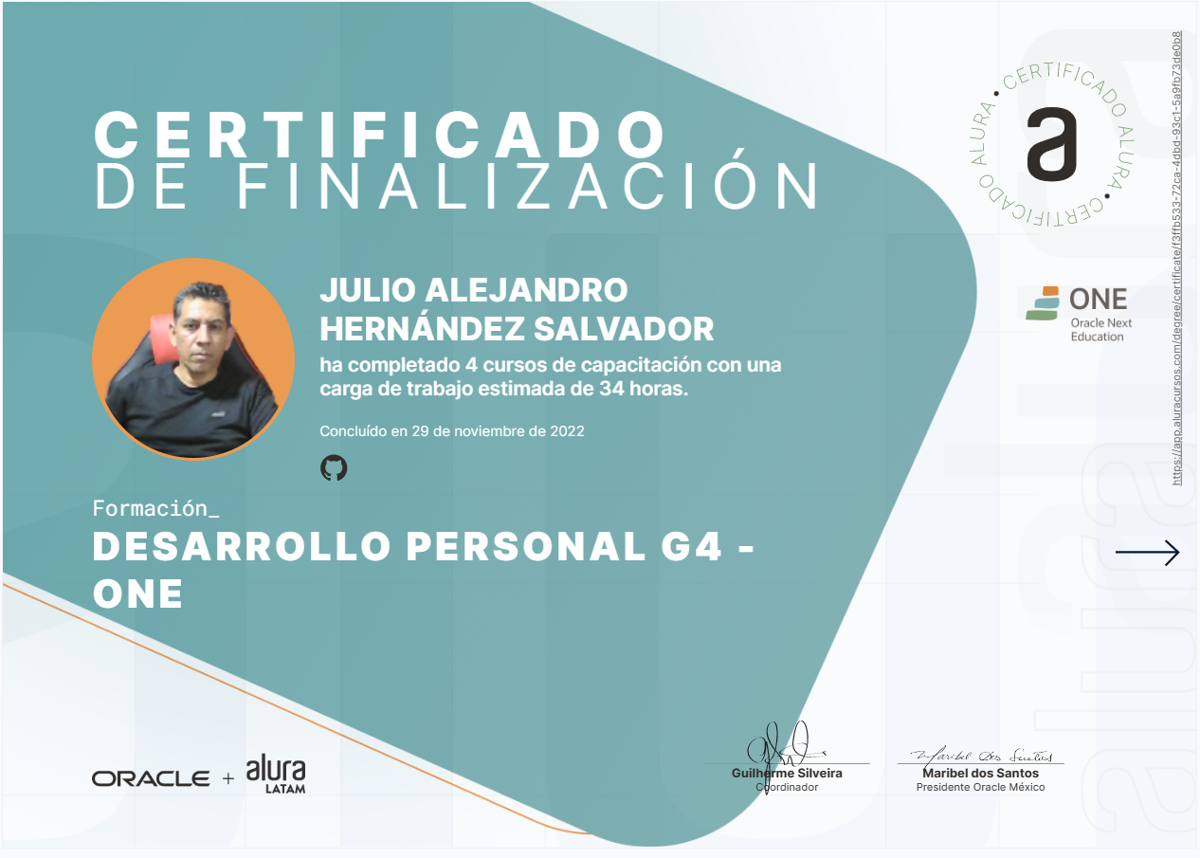 CERTIFICADO
DE FINALIZACIÓN
CERTIFICADO ALURA • CERTIFICADO ALURA •
a
JULIO ALEJANDRO
HERNÁNDEZ SALVADOR
ha completado 4 cursos de capacitación con una
carga de trabajo estimada de 34 horas.
Concluído en 29 de noviembre de 2022
ONE
Oracle Next
Education
https://app.aluracursos.com/degree/certificate/f3ffb533-72ca-4dbd-93c1-5a9fb73de0b8
Formación_
DESARROLLO PERSONAL G4 -
ONE
ORACLE + alura
LATAM
Maribel dos Santos
Guilherme Silveira
Coordinador
Maribel dos Santos
Presidente Oracle México
alura